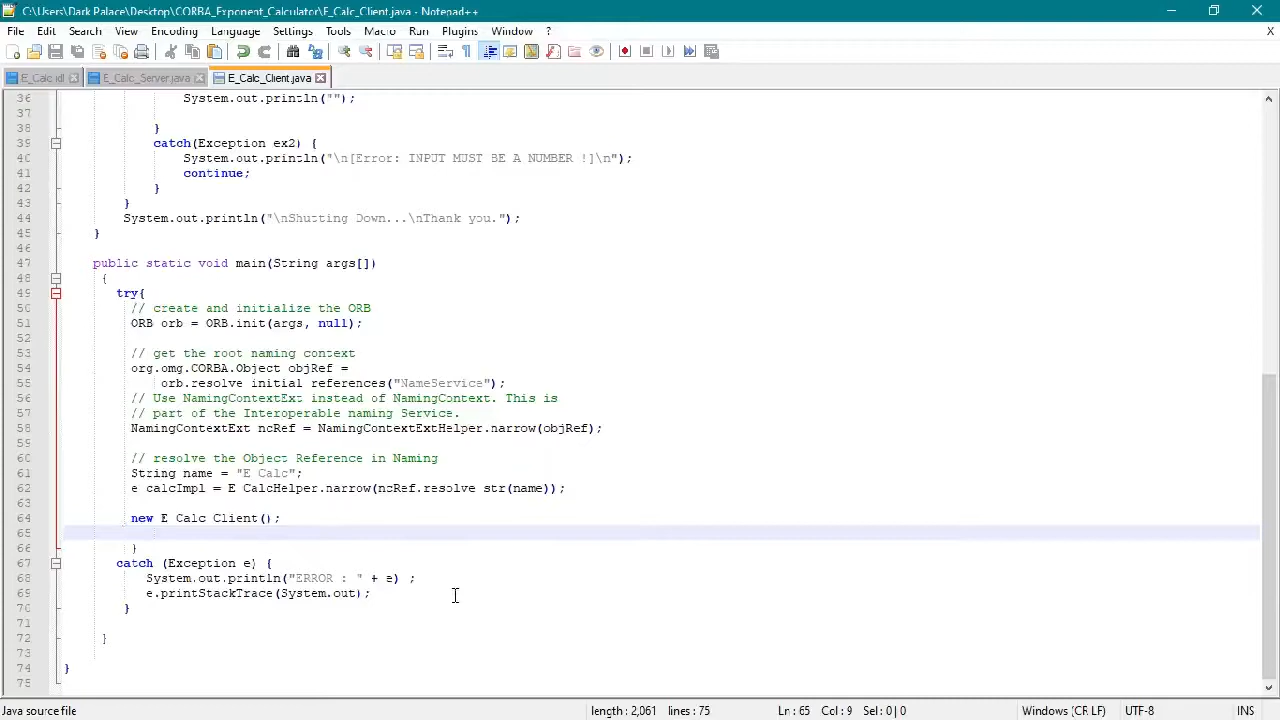 C:\Users\Dark Palace\Desktop\CORBA_Exponent_Calculator\E_Calc_Client.java - Notepad++
File Edit Search View Encoding Language Settings Tools Macro Run Plugins Window ? X
E_Calc.idl E_Calc_Server.java E_Calc_Client.java
36 System.out.println("");
37
38 }
39 catch(Exception ex2) {
40 System.out.println("\n[Error: INPUT MUST BE A NUMBER !]\n");
41 continue;
42 }
43 }
44 System.out.println("\nShutting Down...\nThank you.");
45 }
46
47 public static void main(String args[])
48 {
49 try{
50 // create and initialize the ORB
51 ORB orb = ORB.init(args, null);
52
53 // get the root naming context
54 org.omg.CORBA.Object objRef =
55 orb.resolve_initial_references("NameService");
56 // Use NamingContextExt instead of NamingContext. This is
57 // part of the Interoperable naming Service.
58 NamingContextExt ncRef = NamingContextExtHelper.narrow(objRef);
59
60 // resolve the Object Reference in Naming
61 String name = "E_Calc";
62 e_calcImpl = E_CalcHelper.narrow(ncRef.resolve_str(name));
63
64 new E_Calc_Client();
65
66 }
67 catch (Exception e) {
68 System.out.println("ERROR : " + e) ;
69 e.printStackTrace(System.out);
70 }
71
72 }
73
74 }
75
Java source file length : 2,061 lines : 75 Ln : 65 Col : 9 Sel : 0 | 0 Windows (CR LF) UTF-8 INS